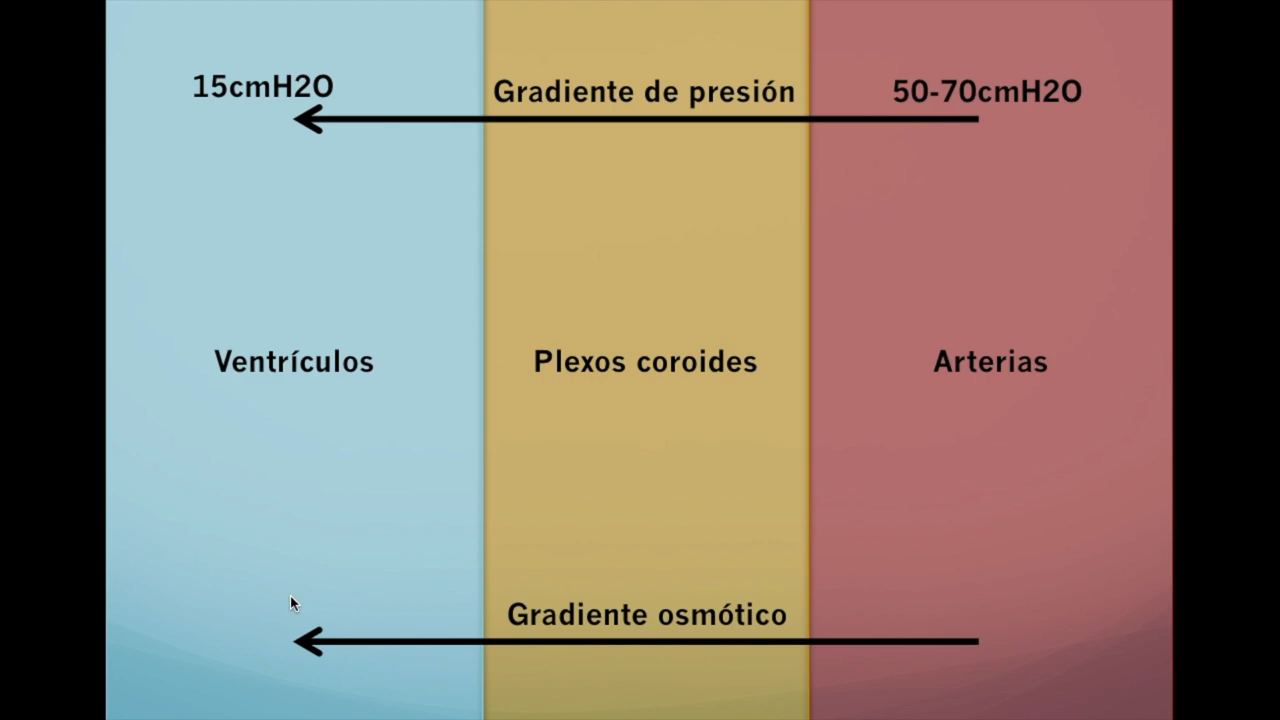 15cmH2O
Gradiente de presión
50-70cmH2O
Ventrículos
Plexos coroides
Arterias
Gradiente osmótico